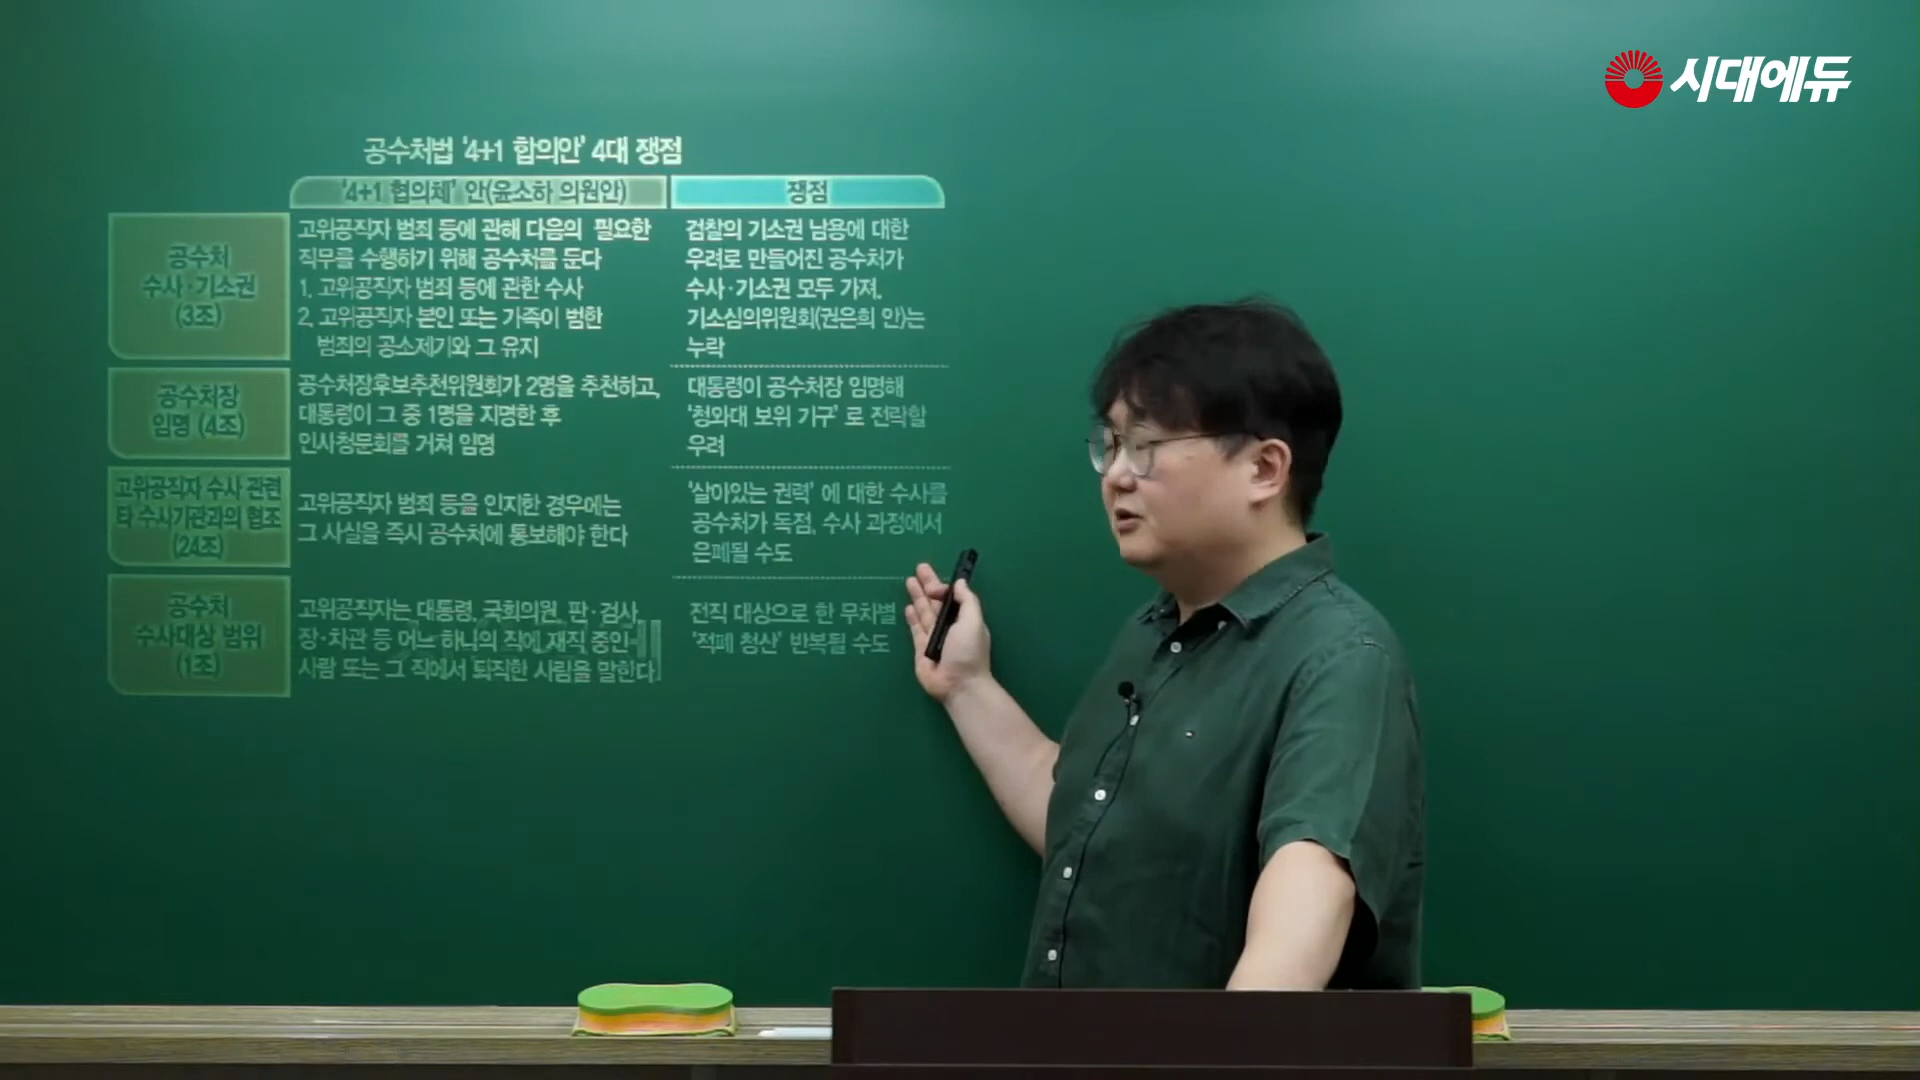 시대에듀
공수처법 '4+1 합의안' 4대 쟁점
'4+1 협의체' 안(윤소하 의원안)
쟁점
공수처
수사·기소권
(3조)
고위공직자 범죄 등에 관해 다음의 필요한
직무를 수행하기 위해 공수처를 둔다
1. 고위공직자 범죄 등에 관한 수사
2. 고위공직자 본인 또는 가족이 범한
범죄의 공소제기와 그 유지
검찰의 기소권 남용에 대한
우려로 만들어진 공수처가
수사·기소권 모두 가져.
기소심의위원회(권은희 안)는
누락
공수처장
임명 (4조)
공수처장후보추천위원회가 2명을 추천하고,
대통령이 그 중 1명을 지명한 후
인사청문회를 거쳐 임명
대통령이 공수처장 임명해
'청와대 보위 기구' 로 전락할
우려
고위공직자 수사 관련
타 수사기관과의 협조
(24조)
고위공직자 범죄 등을 인지한 경우에는
그 사실을 즉시 공수처에 통보해야 한다
'살아있는 권력' 에 대한 수사를
공수처가 독점, 수사 과정에서
은폐될 수도
공수처
수사대상 범위
(1조)
고위공직자는 대통령, 국회의원, 판·검사,
장·차관 등 어느 하나의 직에 재직 중인
사람 또는 그 직에서 퇴직한 사람을 말한다
전직 대상으로 한 무차별
'적폐 청산' 반복될 수도